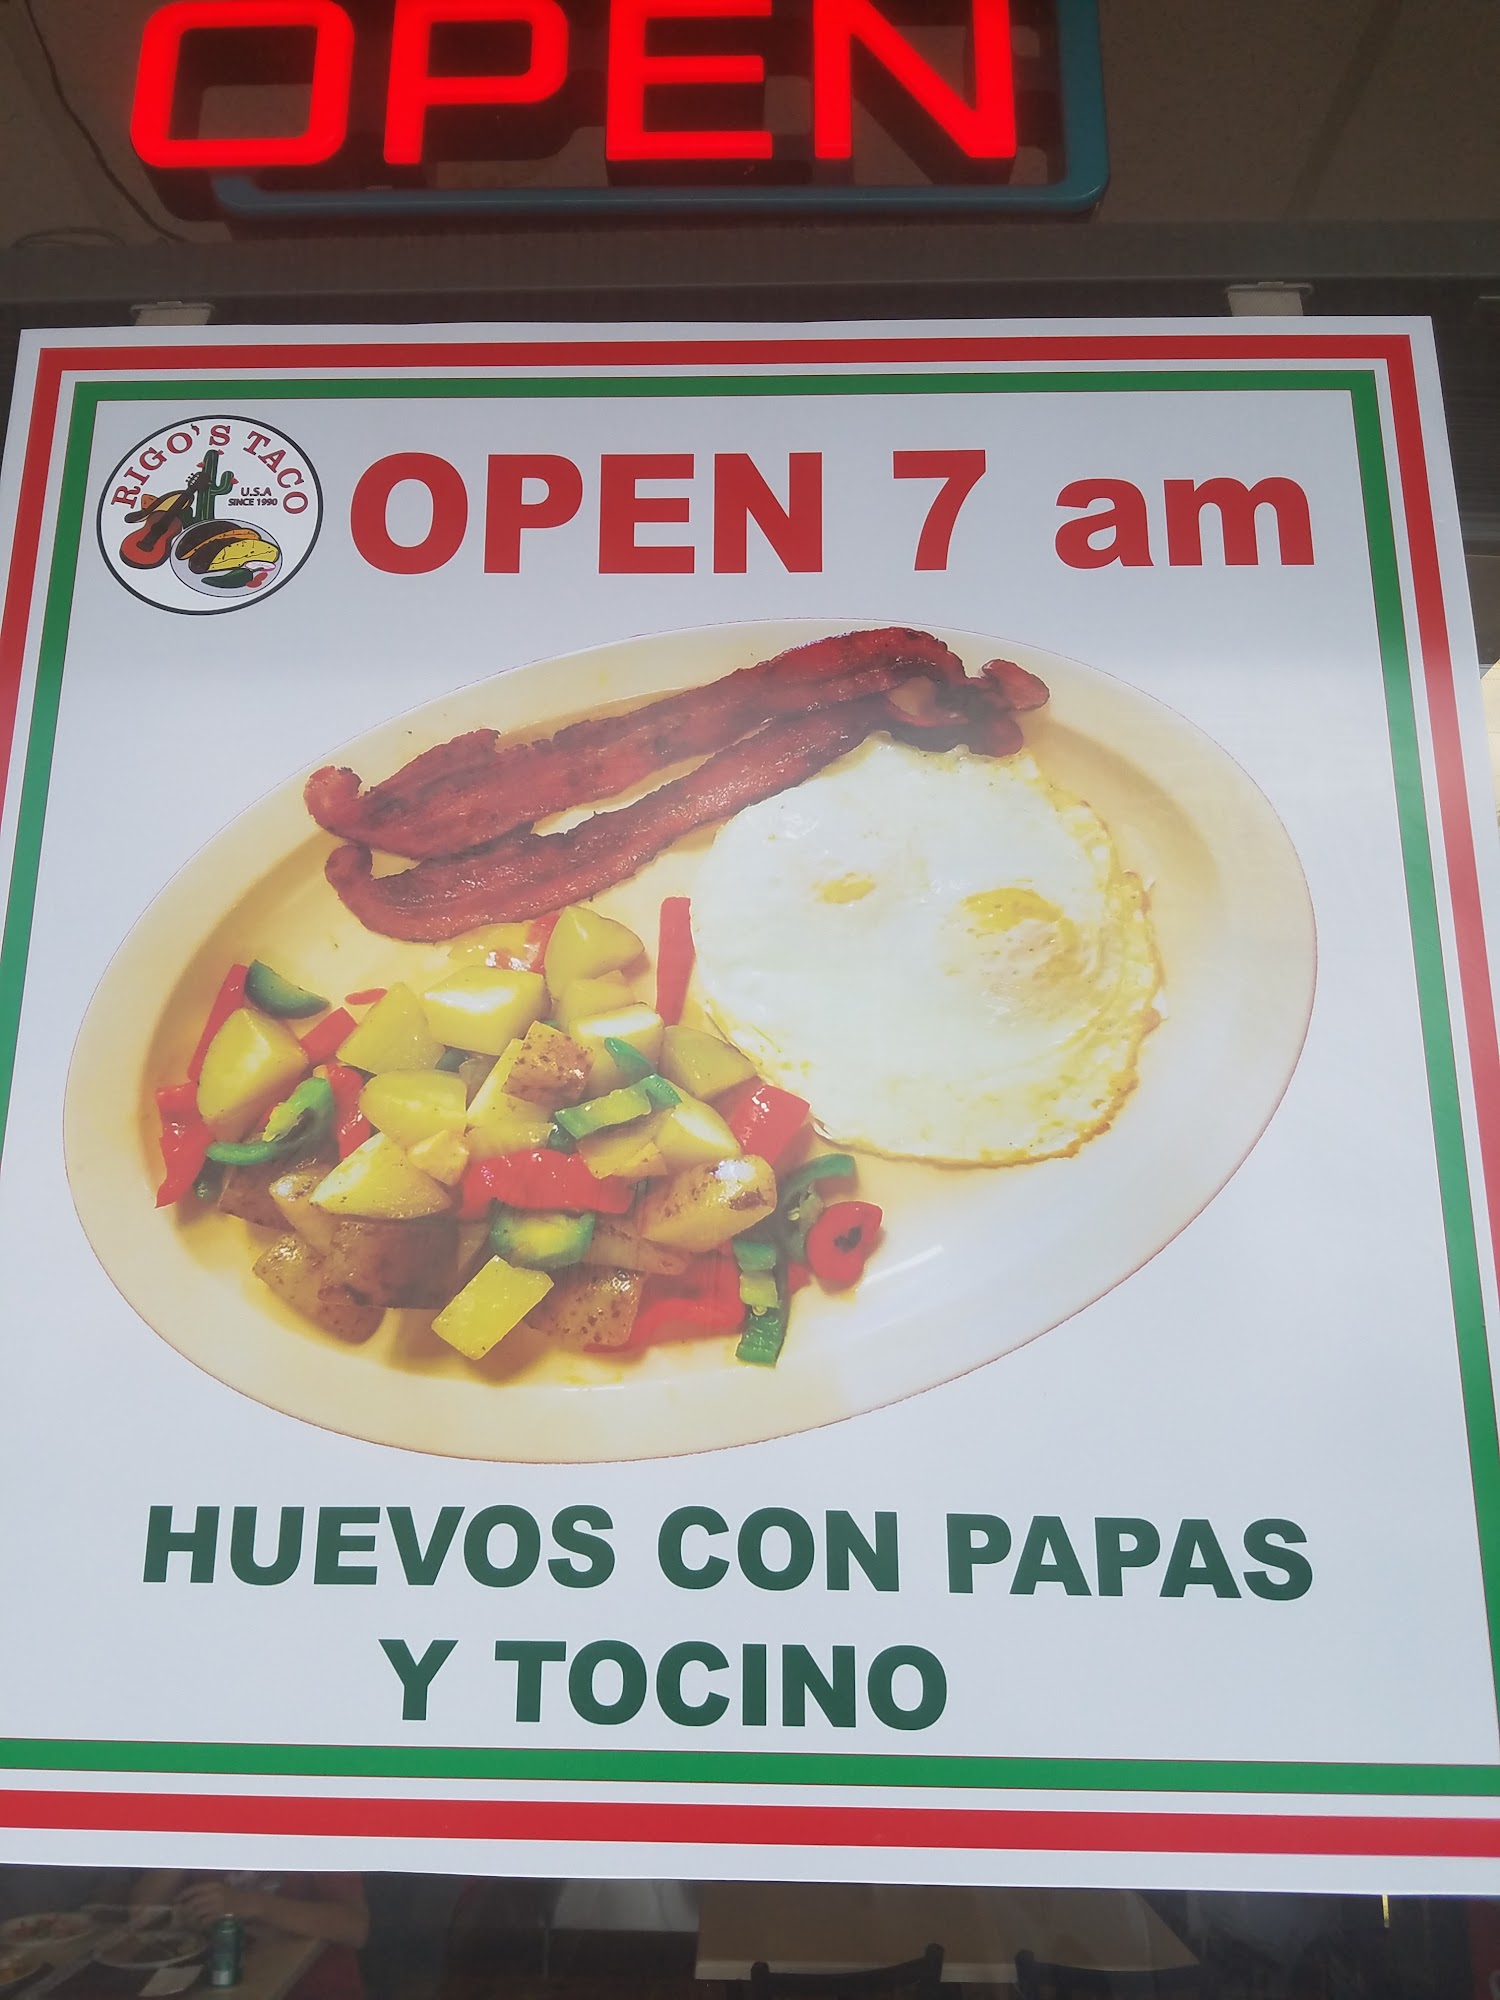 OPEN
RIGO'S TACO
U.S.A
SINCE 1990
OPEN 7 am
HUEVOS CON PAPAS
Y TOCINO